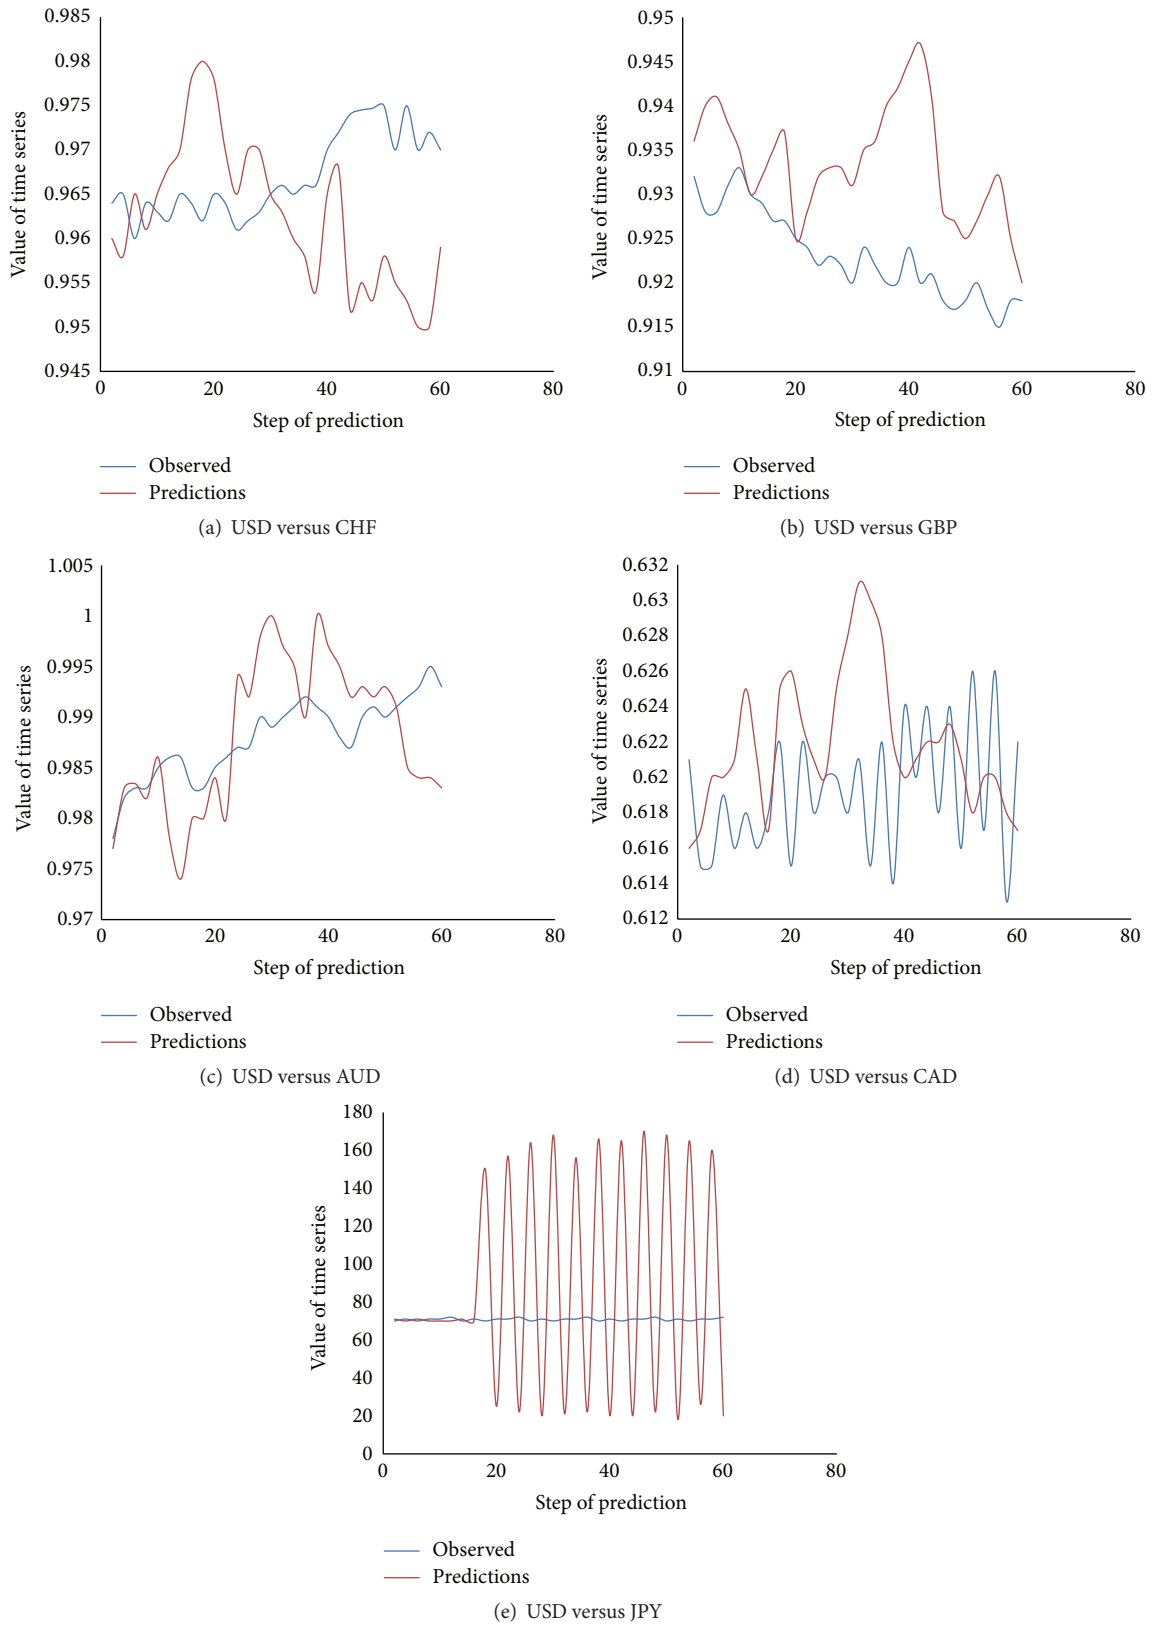 0.985
0.98
0.975
0.97
0.965
0.96
0.955
0.95
0.945
Value of time series
0 20 40 60 80
Step of prediction
Observed
Predictions
(a) USD versus CHF
0.95
0.945
0.94
0.935
0.93
0.925
0.92
0.915
0.91
Value of time series
0 20 40 60 80
Step of prediction
Observed
Predictions
(b) USD versus GBP
1.005
1
0.995
0.99
0.985
0.98
0.975
0.97
Value of time series
0 20 40 60 80
Step of prediction
Observed
Predictions
(c) USD versus AUD
0.632
0.63
0.628
0.626
0.624
0.622
0.62
0.618
0.616
0.614
0.612
Value of time series
0 20 40 60 80
Step of prediction
Observed
Predictions
(d) USD versus CAD
180
160
140
120
100
80
60
40
20
0
Value of time series
0 20 40 60 80
Step of prediction
Observed
Predictions
(e) USD versus JPY